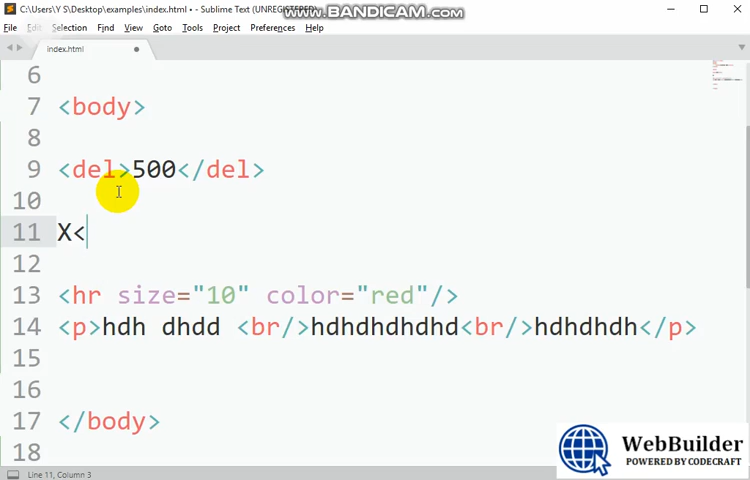 C:\Users\Y S\Desktop\examples\index.html • - Sublime Text (UNREGISTERED)
www.BANDICAM.com
File Edit Selection Find View Goto Tools Project Preferences Help
index.html
6
7 <body>
8
9 <del>500</del>
10
11 X<
12
13 <hr size="10" color="red"/>
14 <p>hdh dhdd <br/>hdhdhdhdhd<br/>hdhdhdh</p>
15
16
17 </body>
18
WebBuilder
POWERED BY CODECRAFT
Line 11, Column 3